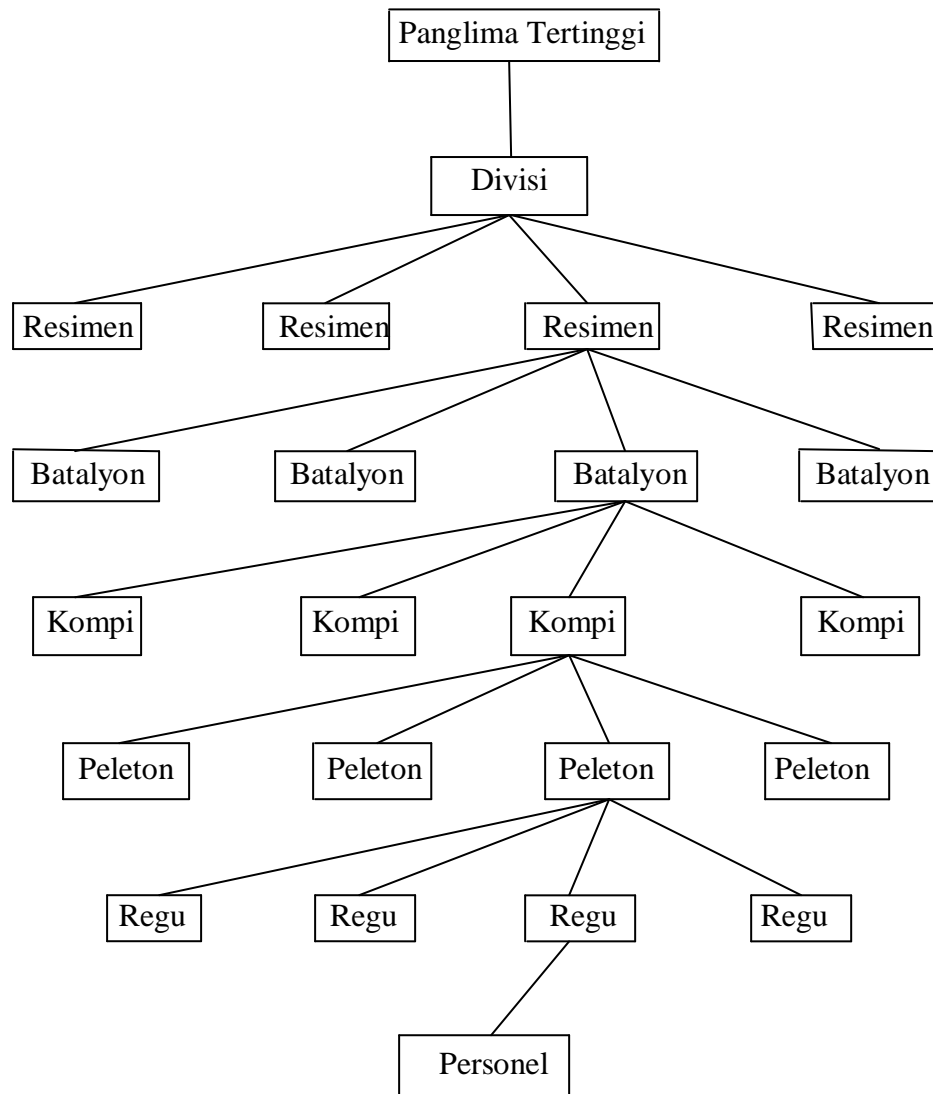 Panglima Tertinggi
Divisi
Resimen Resimen Resimen Resimen
Batalyon Batalyon Batalyon Batalyon
Kompi Kompi Kompi Kompi
Peleton Peleton Peleton Peleton
Regu Regu Regu Regu
Personel